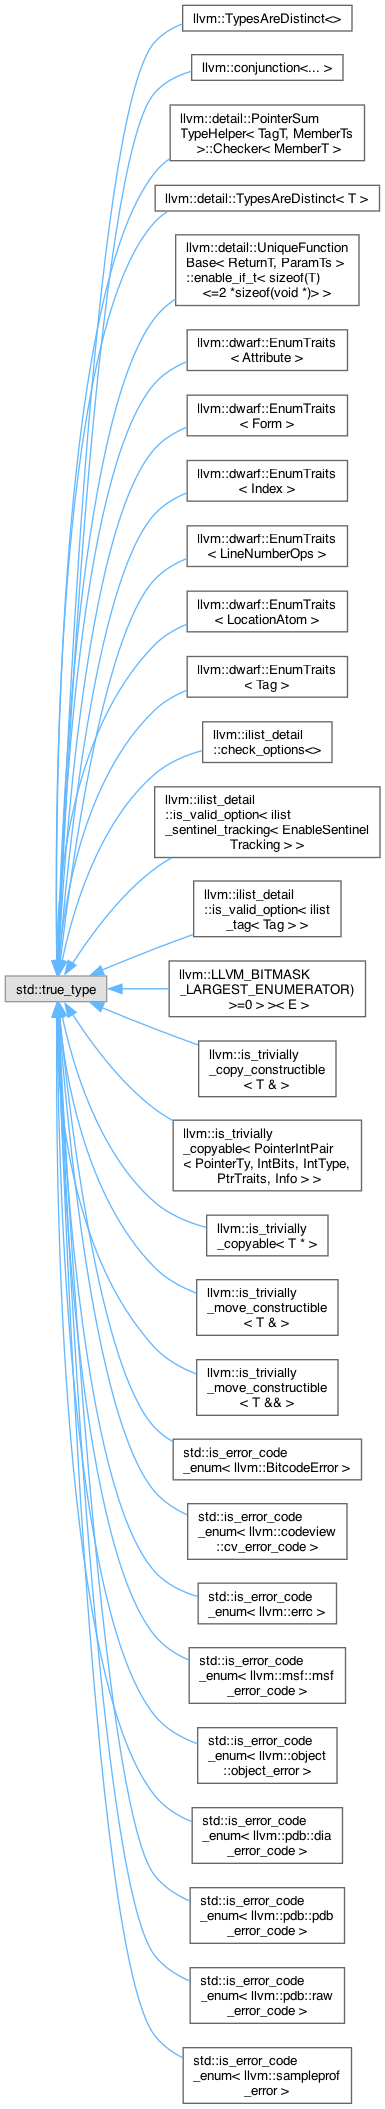 llvm::TypesAreDistinct<>
llvm::conjunction<... >
llvm::detail::PointerSum
TypeHelper< TagT, MemberTs
>::Checker< MemberT >
llvm::detail::TypesAreDistinct< T >
llvm::detail::UniqueFunction
Base< ReturnT, ParamTs >
::enable_if_t< sizeof(T)
<=2 *sizeof(void *)> >
llvm::dwarf::EnumTraits
< Attribute >
llvm::dwarf::EnumTraits
< Form >
llvm::dwarf::EnumTraits
< Index >
llvm::dwarf::EnumTraits
< LineNumberOps >
llvm::dwarf::EnumTraits
< LocationAtom >
llvm::dwarf::EnumTraits
< Tag >
llvm::ilist_detail
::check_options<>
llvm::ilist_detail
::is_valid_option< ilist
_sentinel_tracking< EnableSentinel
Tracking > >
llvm::ilist_detail
::is_valid_option< ilist
_tag< Tag > >
std::true_type
llvm::LLVM_BITMASK
_LARGEST_ENUMERATOR)
>=0 > >< E >
llvm::is_trivially
_copy_constructible
< T & >
llvm::is_trivially
_copyable< PointerIntPair
< PointerTy, IntBits, IntType,
PtrTraits, Info > >
llvm::is_trivially
_copyable< T * >
llvm::is_trivially
_move_constructible
< T & >
llvm::is_trivially
_move_constructible
< T && >
std::is_error_code
_enum< llvm::BitcodeError >
std::is_error_code
_enum< llvm::codeview
::cv_error_code >
std::is_error_code
_enum< llvm::errc >
std::is_error_code
_enum< llvm::msf::msf
_error_code >
std::is_error_code
_enum< llvm::object
::object_error >
std::is_error_code
_enum< llvm::pdb::dia
_error_code >
std::is_error_code
_enum< llvm::pdb::pdb
_error_code >
std::is_error_code
_enum< llvm::pdb::raw
_error_code >
std::is_error_code
_enum< llvm::sampleprof
_error >